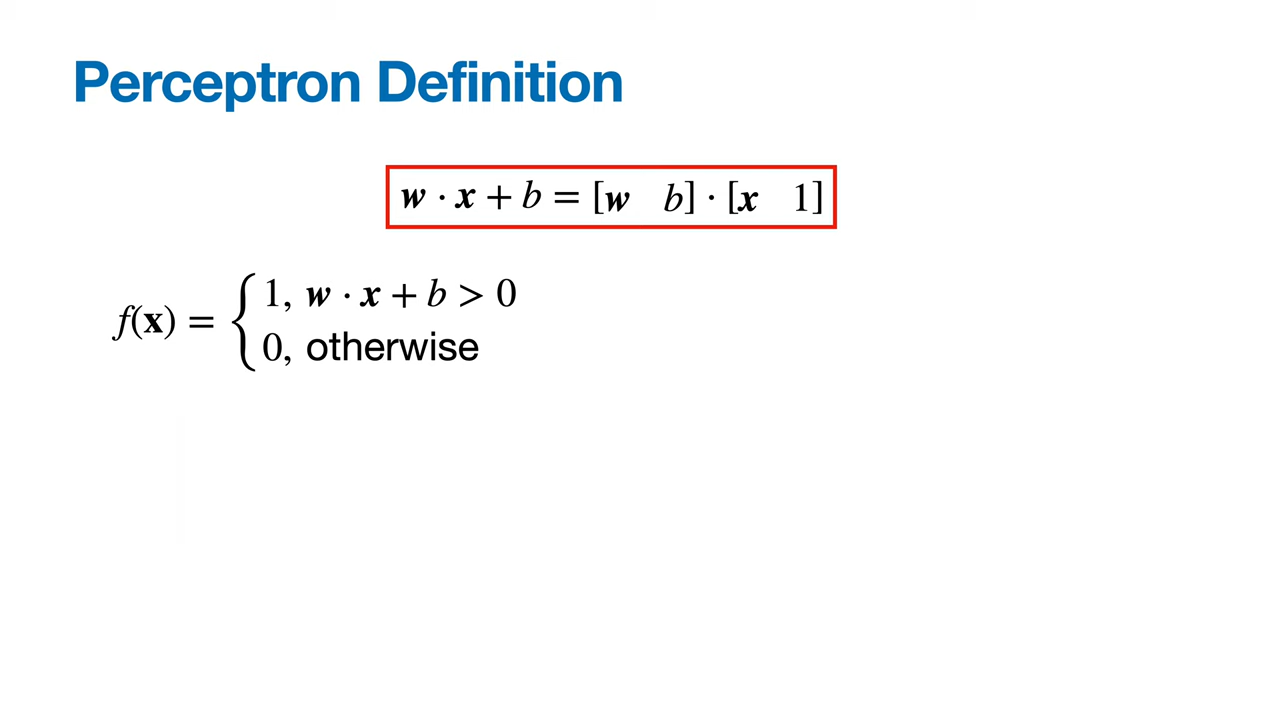 Perceptron Definition
w · x + b = [w b] · [x 1]
f(x) = { 1, w · x + b > 0
0, otherwise